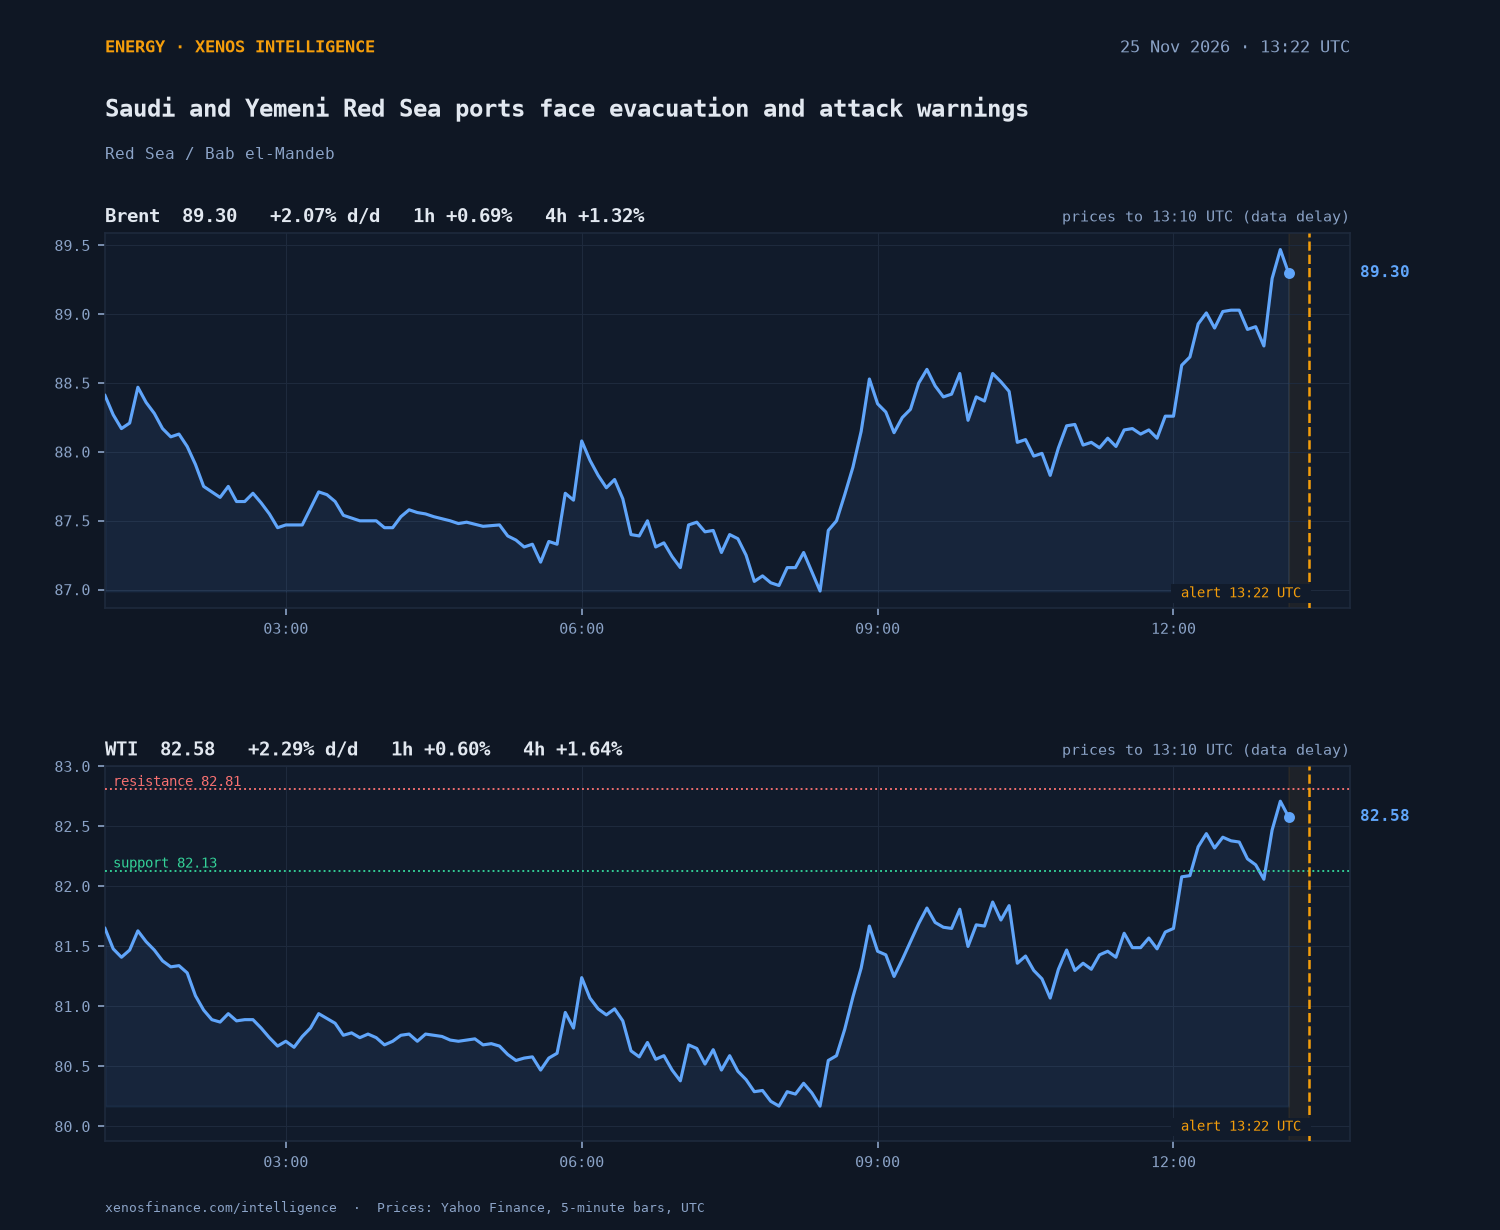 ENERGY · XENOS INTELLIGENCE
25 Nov 2026 · 13:22 UTC
Saudi and Yemeni Red Sea ports face evacuation and attack warnings
Red Sea / Bab el-Mandeb
Brent 89.30 +2.07% d/d 1h +0.69% 4h +1.32%
prices to 13:10 UTC (data delay)
89.5
89.30
89.0
88.5
88.0
87.5
87.0
alert 13:22 UTC
03:00 06:00 09:00 12:00
WTI 82.58 +2.29% d/d 1h +0.60% 4h +1.64%
prices to 13:10 UTC (data delay)
83.0
resistance 82.81
82.5
82.58
support 82.13
82.0
81.5
81.0
80.5
80.0
alert 13:22 UTC
03:00 06:00 09:00 12:00
xenosfinance.com/intelligence · Prices: Yahoo Finance, 5-minute bars, UTC